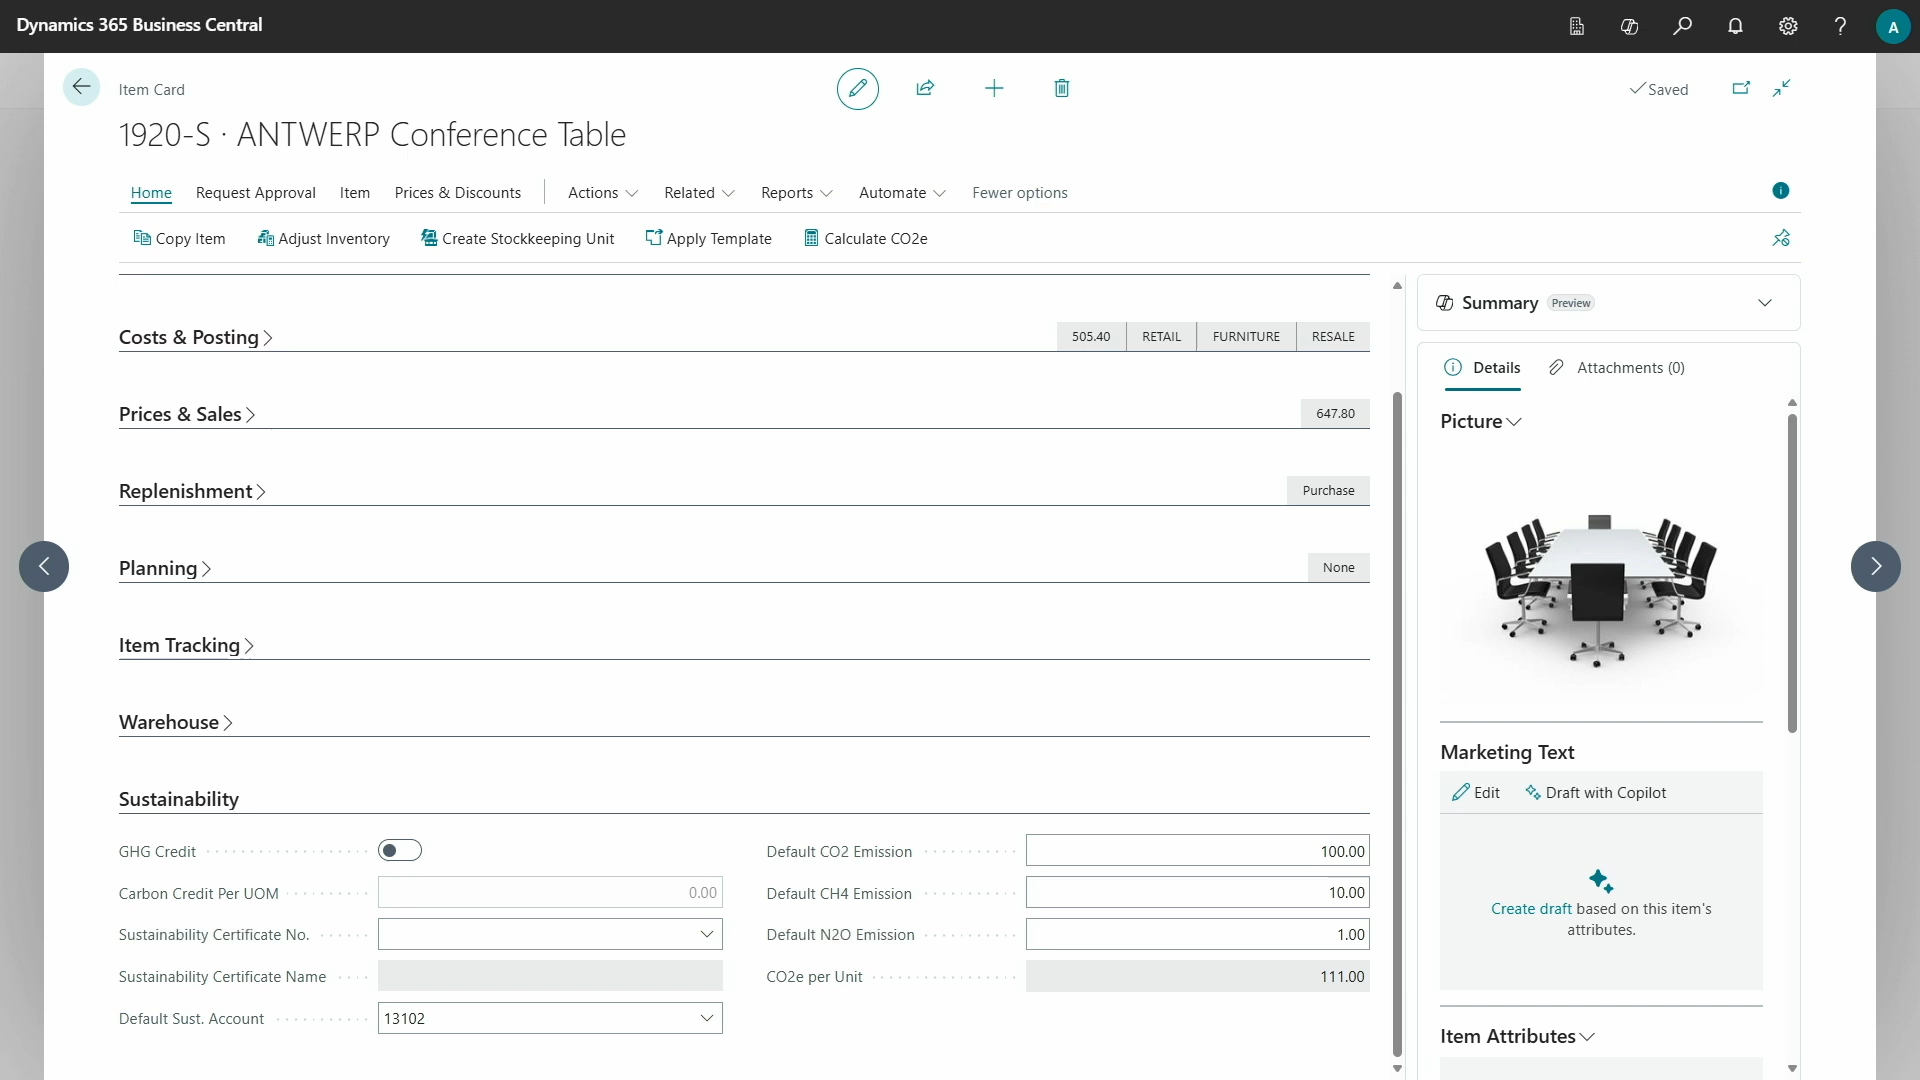 Dynamics 365 Business Central
A
Item Card
Saved
1920-S · ANTWERP Conference Table
Home Request Approval Item Prices & Discounts Actions Related Reports Automate Fewer options
Copy Item Adjust Inventory Create Stockkeeping Unit Apply Template Calculate CO2e
Costs & Posting 505.40 RETAIL FURNITURE RESALE
Prices & Sales 647.80
Replenishment Purchase
Planning None
Item Tracking
Warehouse
Sustainability
GHG Credit
Carbon Credit Per UOM 0.00
Sustainability Certificate No.
Sustainability Certificate Name
Default Sust. Account 13102
Default CO2 Emission 100.00
Default CH4 Emission 10.00
Default N2O Emission 1.00
CO2e per Unit 111.00
Summary Preview
Details Attachments (0)
Picture
Marketing Text
Edit Draft with Copilot
Create draft based on this item's
attributes.
Item Attributes